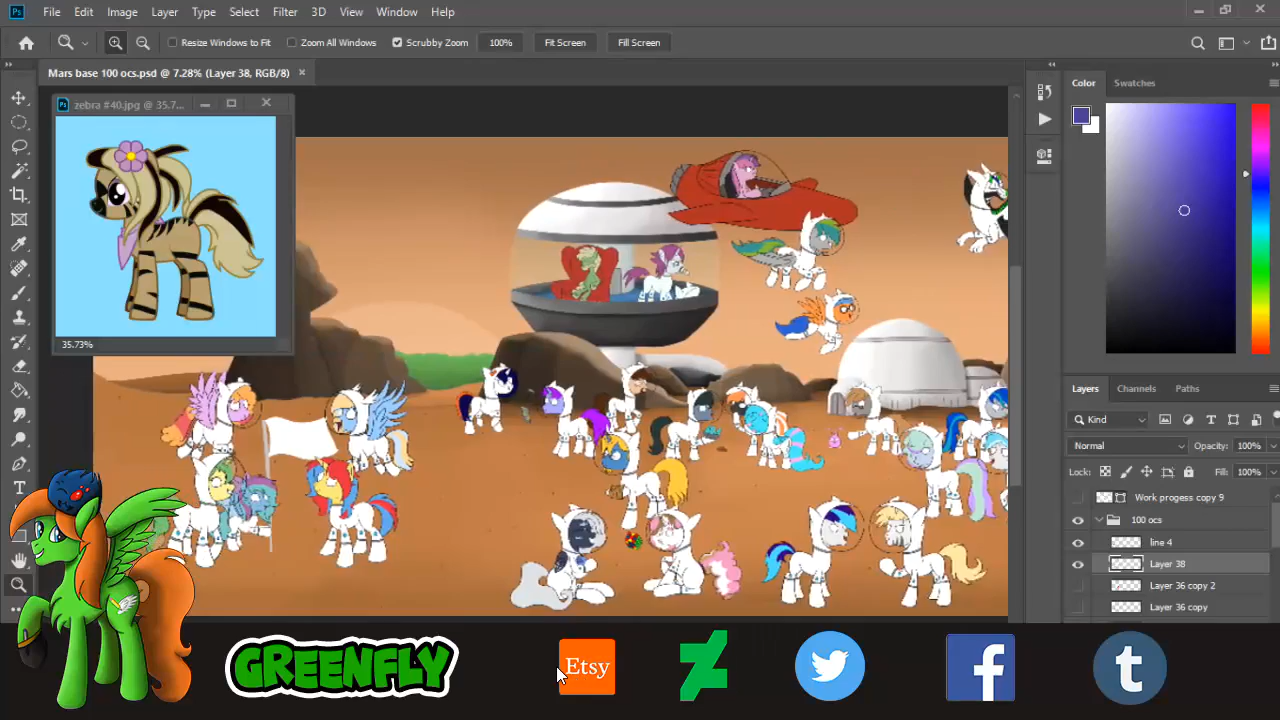 Ps File Edit Image Layer Type Select Filter 3D View Window Help
Resize Windows to Fit Zoom All Windows Scrubby Zoom 100% Fit Screen Fill Screen
Mars base 100 ocs.psd @ 7.28% (Layer 38, RGB/8)
Color Swatches
Ps zebra #40.jpg @ 35.7...
35.73%
Layers Channels Paths
Kind
Normal Opacity: 100%
Lock: Fill: 100%
Work progess copy 9
100 ocs
line 4
Layer 38
Layer 36 copy 2
Layer 36 copy
GREENFLY
Etsy